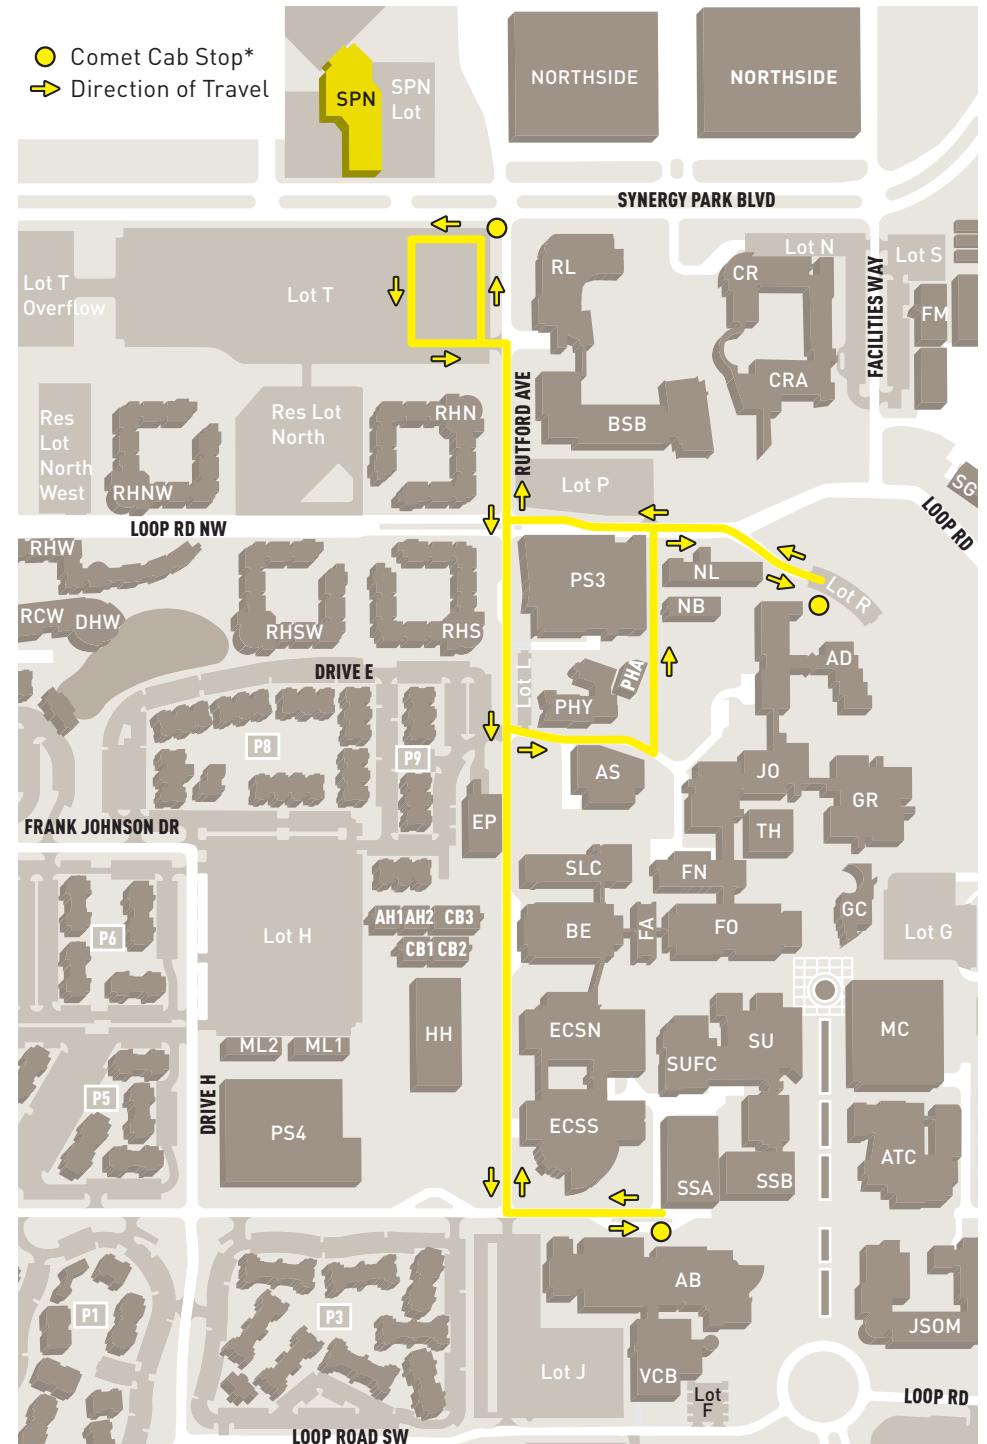 Comet Cab Stop*
Direction of Travel
SPN
SPN
Lot
NORTHSIDE
NORTHSIDE
SYNERGY PARK BLVD
Lot T
Overflow
Lot T
RL
CR
Lot N
Lot S
FM
FACILITIES WAY
CRA
RUTFORD AVE
BSB
Res
Lot
North
West
RHNW
Res Lot
North
RHN
Lot P
SG
LOOP RD
LOOP RD NW
RHW
RCW
DHW
RHSW
RHS
PS3
NL
NB
Lot R
AD
DRIVE E
Lot L
PHY
PHA
P8
P9
AS
JO
GR
EP
TH
FRANK JOHNSON DR
SLC
FN
GC
P6
Lot H
AH1
AH2
CB3
CB1
CB2
BE
FA
FO
Lot G
HH
ECSN
SU
SUFC
MC
ML2
ML1
P5
DRIVE H
PS4
ECSS
SSA
SSB
ATC
P1
P3
AB
JSOM
Lot J
VCB
Lot
F
LOOP RD
LOOP ROAD SW